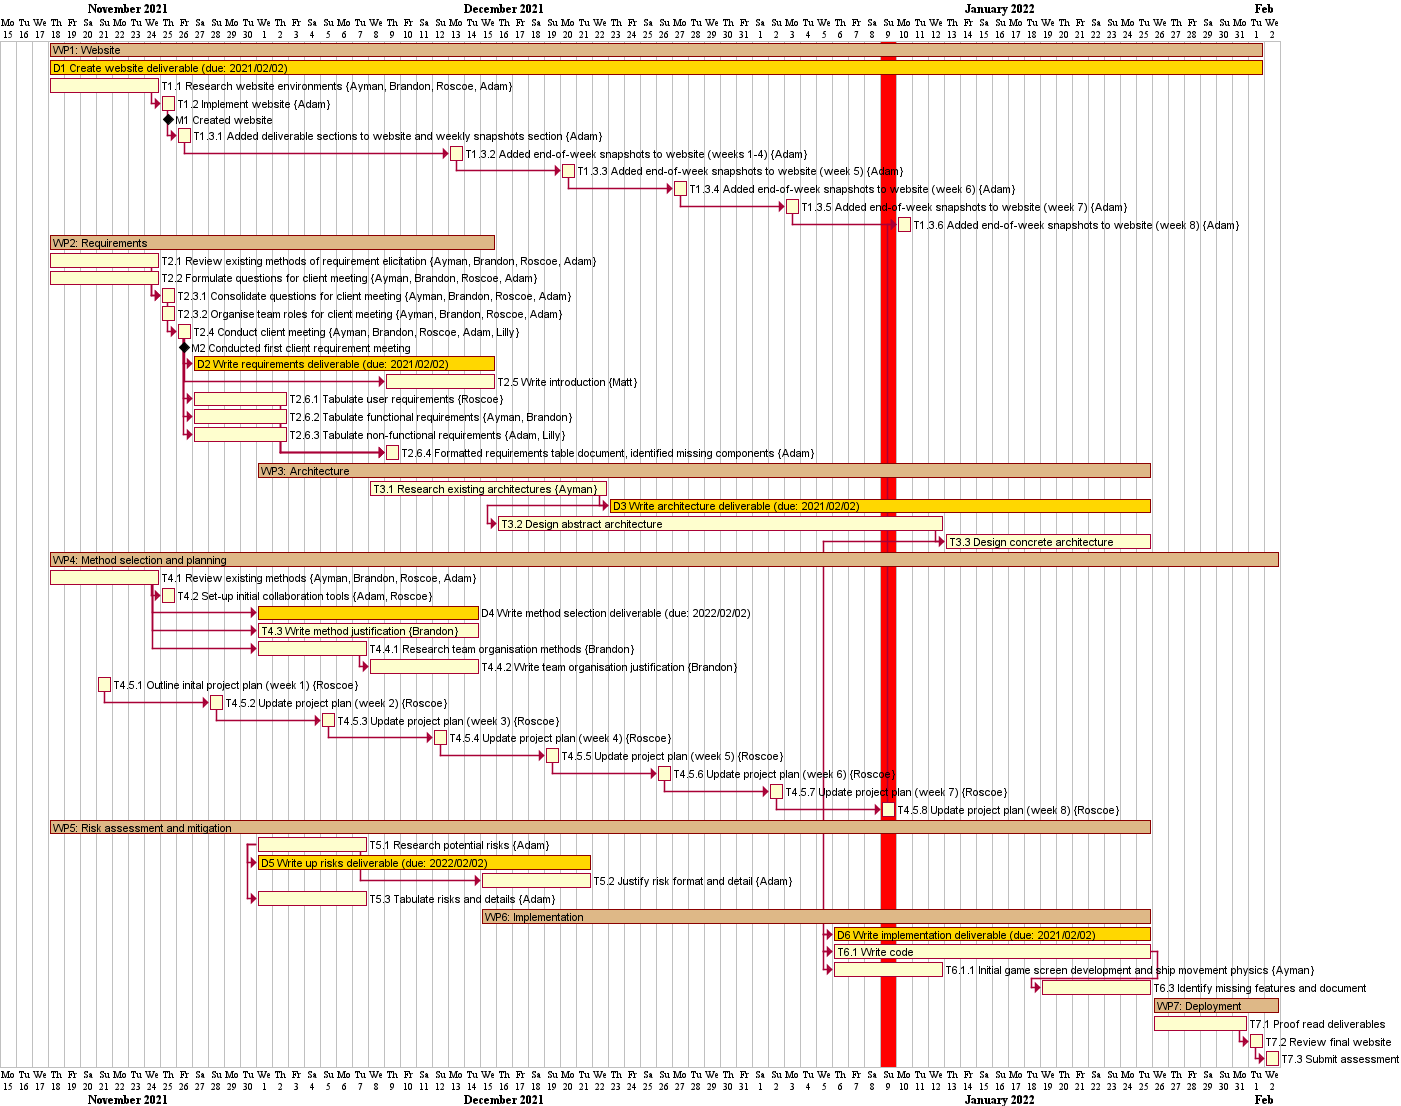 November 2021 December 2021 January 2022 Feb
Mo Tu We Th Fr Sa Su Mo Tu We Th Fr Sa Su Mo Tu We Th Fr Sa Su Mo Tu We Th Fr Sa Su Mo Tu We Th Fr Sa Su Mo Tu We Th Fr Sa Su Mo Tu We Th Fr Sa Su Mo Tu We Th Fr Sa Su Mo Tu We Th Fr Sa Su Mo Tu We Th Fr Sa Su Mo Tu We Th Fr Sa Su Mo Tu We
15 16 17 18 19 20 21 22 23 24 25 26 27 28 29 30 1 2 3 4 5 6 7 8 9 10 11 12 13 14 15 16 17 18 19 20 21 22 23 24 25 26 27 28 29 30 31 1 2 3 4 5 6 7 8 9 10 11 12 13 14 15 16 17 18 19 20 21 22 23 24 25 26 27 28 29 30 31 1 2
WP1: Website
D1 Create website deliverable (due: 2021/02/02)
T1.1 Research website environments {Ayman, Brandon, Roscoe, Adam}
T1.2 Implement website {Adam}
M1 Created website
T1.3.1 Added deliverable sections to website and weekly snapshots section {Adam}
T1.3.2 Added end-of-week snapshots to website (weeks 1-4) {Adam}
T1.3.3 Added end-of-week snapshots to website (week 5) {Adam}
T1.3.4 Added end-of-week snapshots to website (week 6) {Adam}
T1.3.5 Added end-of-week snapshots to website (week 7) {Adam}
T1.3.6 Added end-of-week snapshots to website (week 8) {Adam}
WP2: Requirements
T2.1 Review existing methods of requirement elicitation {Ayman, Brandon, Roscoe, Adam}
T2.2 Formulate questions for client meeting {Ayman, Brandon, Roscoe, Adam}
T2.3.1 Consolidate questions for client meeting {Ayman, Brandon, Roscoe, Adam}
T2.3.2 Organise team roles for client meeting {Ayman, Brandon, Roscoe, Adam}
T2.4 Conduct client meeting {Ayman, Brandon, Roscoe, Adam, Lilly}
M2 Conducted first client requirement meeting
D2 Write requirements deliverable (due: 2021/02/02)
T2.5 Write introduction {Matt}
T2.6.1 Tabulate user requirements {Roscoe}
T2.6.2 Tabulate functional requirements {Ayman, Brandon}
T2.6.3 Tabulate non-functional requirements {Adam, Lilly}
T2.6.4 Formatted requirements table document, identified missing components {Adam}
WP3: Architecture
T3.1 Research existing architectures {Ayman}
D3 Write architecture deliverable (due: 2021/02/02)
T3.2 Design abstract architecture
T3.3 Design concrete architecture
WP4: Method selection and planning
T4.1 Review existing methods {Ayman, Brandon, Roscoe, Adam}
T4.2 Set-up initial collaboration tools {Adam, Roscoe}
D4 Write method selection deliverable (due: 2022/02/02)
T4.3 Write method justification {Brandon}
T4.4.1 Research team organisation methods {Brandon}
T4.4.2 Write team organisation justification {Brandon}
T4.5.1 Outline inital project plan (week 1) {Roscoe}
T4.5.2 Update project plan (week 2) {Roscoe}
T4.5.3 Update project plan (week 3) {Roscoe}
T4.5.4 Update project plan (week 4) {Roscoe}
T4.5.5 Update project plan (week 5) {Roscoe}
T4.5.6 Update project plan (week 6) {Roscoe}
T4.5.7 Update project plan (week 7) {Roscoe}
T4.5.8 Update project plan (week 8) {Roscoe}
WP5: Risk assessment and mitigation
T5.1 Research potential risks {Adam}
D5 Write up risks deliverable (due: 2022/02/02)
T5.2 Justify risk format and detail {Adam}
T5.3 Tabulate risks and details {Adam}
WP6: Implementation
D6 Write implementation deliverable (due: 2021/02/02)
T6.1 Write code
T6.1.1 Initial game screen development and ship movement physics {Ayman}
T6.3 Identify missing features and document
WP7: Deployment
T7.1 Proof read deliverables
T7.2 Review final website
T7.3 Submit assessment
Mo Tu We Th Fr Sa Su Mo Tu We Th Fr Sa Su Mo Tu We Th Fr Sa Su Mo Tu We Th Fr Sa Su Mo Tu We Th Fr Sa Su Mo Tu We Th Fr Sa Su Mo Tu We Th Fr Sa Su Mo Tu We Th Fr Sa Su Mo Tu We Th Fr Sa Su Mo Tu We Th Fr Sa Su Mo Tu We Th Fr Sa Su Mo Tu We
15 16 17 18 19 20 21 22 23 24 25 26 27 28 29 30 1 2 3 4 5 6 7 8 9 10 11 12 13 14 15 16 17 18 19 20 21 22 23 24 25 26 27 28 29 30 31 1 2 3 4 5 6 7 8 9 10 11 12 13 14 15 16 17 18 19 20 21 22 23 24 25 26 27 28 29 30 31 1 2
November 2021 December 2021 January 2022 Feb